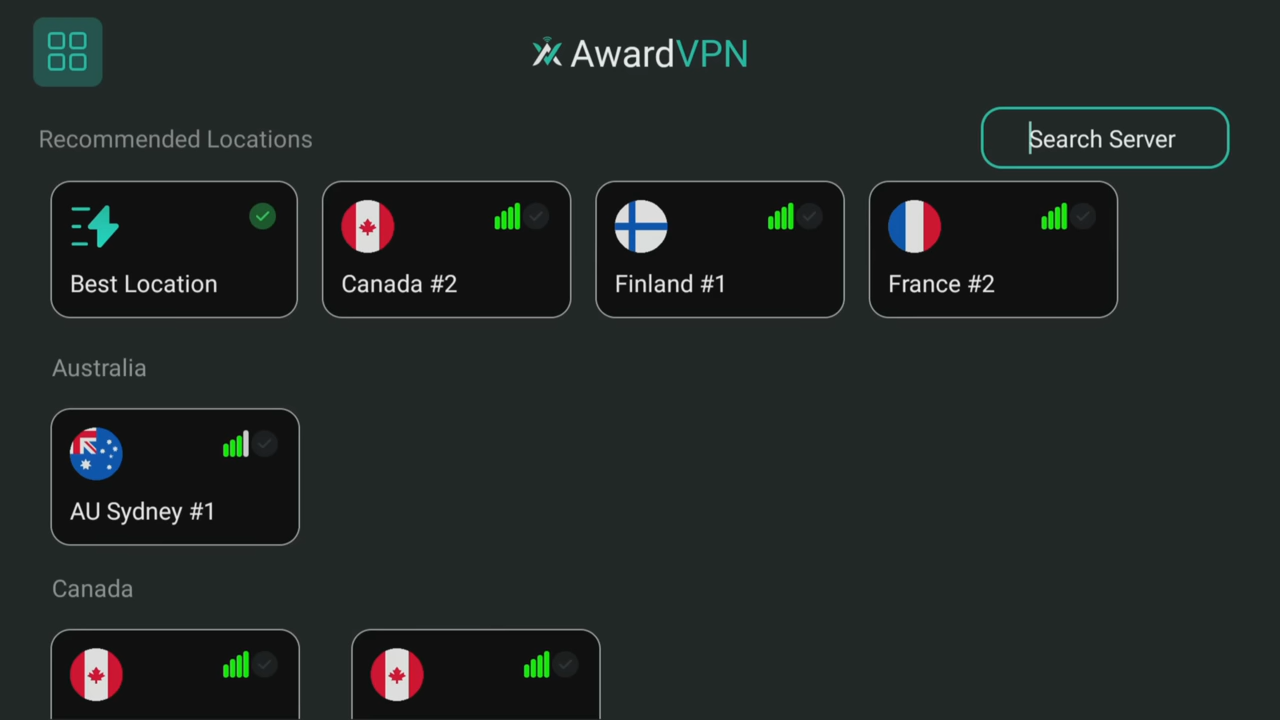 AwardVPN
Recommended Locations
Search Server
Best Location
Canada #2
Finland #1
France #2
Australia
AU Sydney #1
Canada